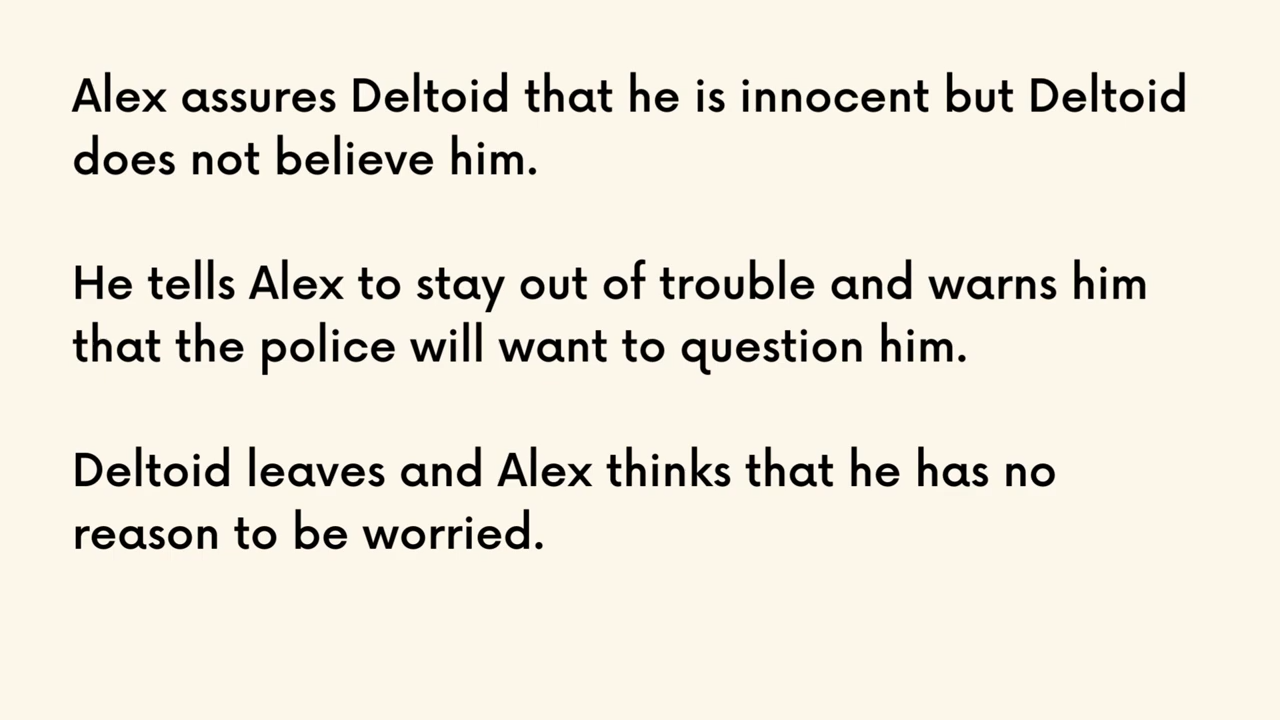 Alex assures Deltoid that he is innocent but Deltoid
does not believe him.
He tells Alex to stay out of trouble and warns him
that the police will want to question him.
Deltoid leaves and Alex thinks that he has no
reason to be worried.